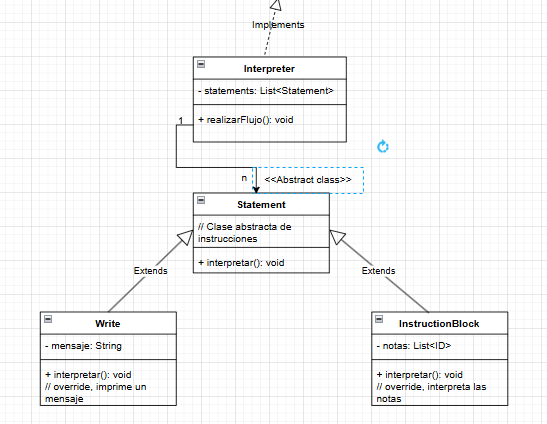 Implements
Interpreter
- statements: List<Statement>
+ realizarFlujo(): void
1
n
<<Abstract class>>
Statement
// Clase abstracta de
instrucciones
+ interpretar(): void
Extends
Extends
Write
- mensaje: String
+ interpretar(): void
// override, imprime un
mensaje
InstructionBlock
- notas: List<ID>
+ interpretar(): void
// override, interpreta las
notas